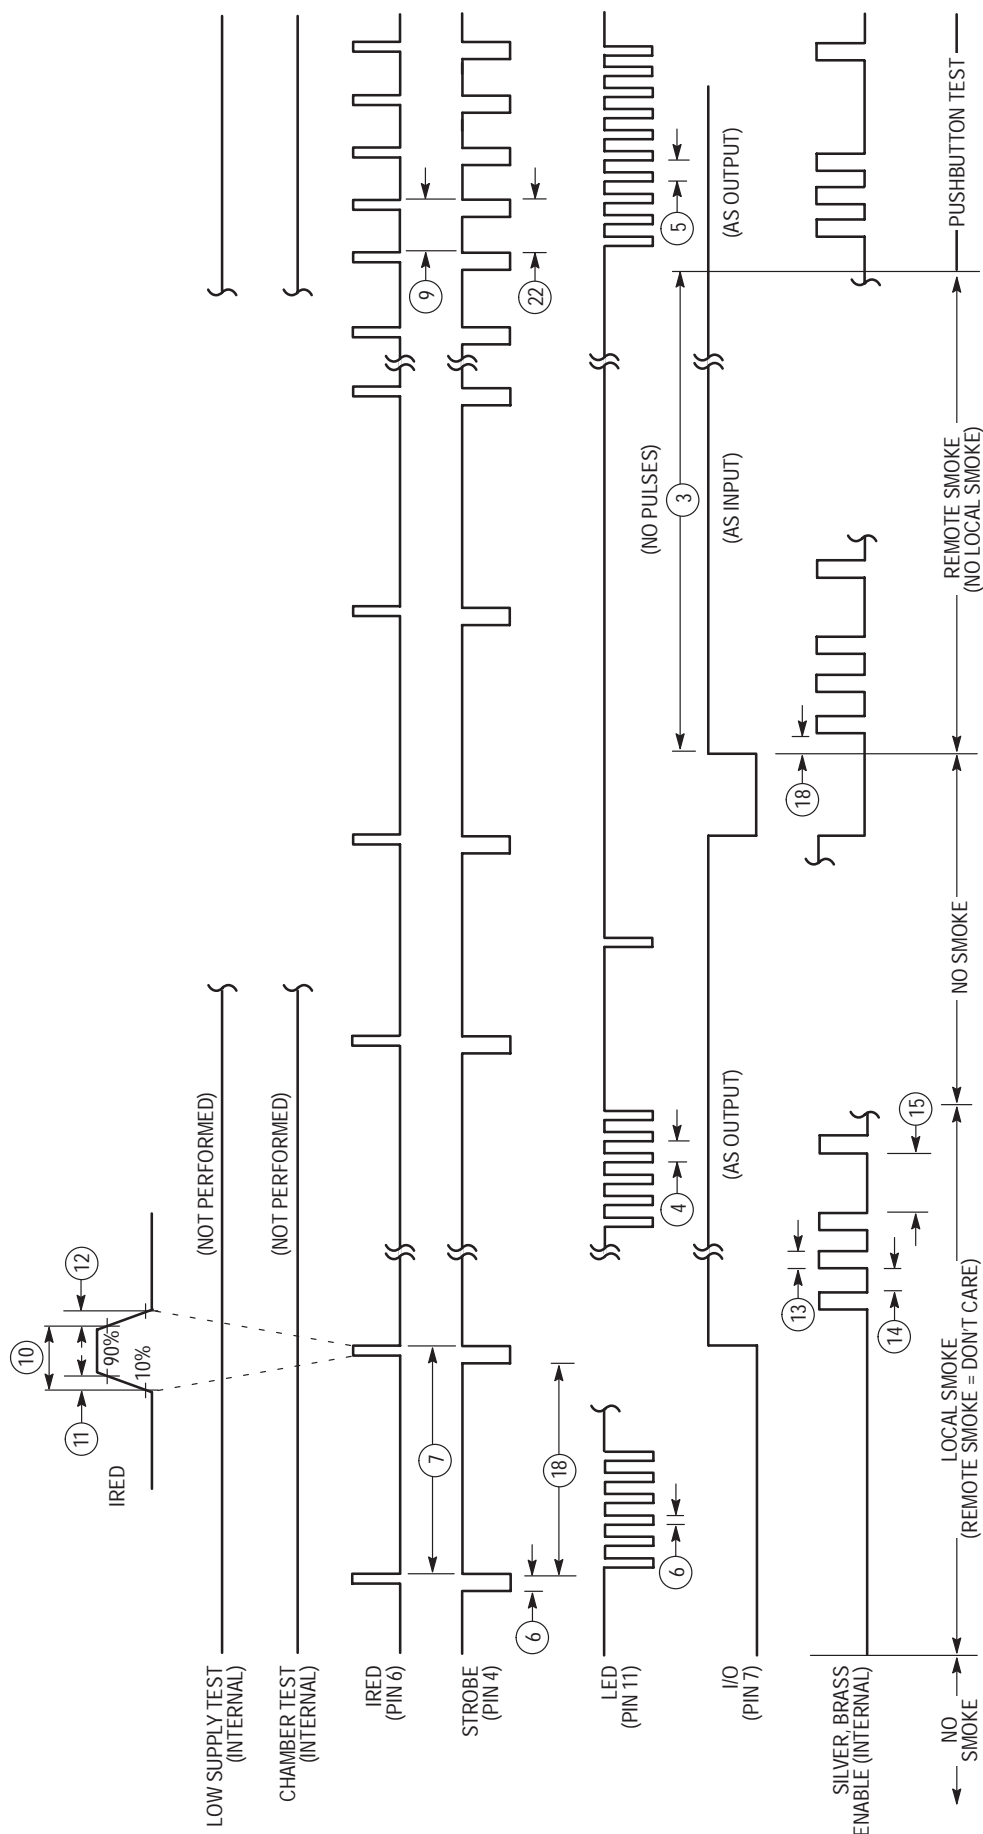 IRED
11
10
12
90%
10%
LOW SUPPLY TEST
(INTERNAL)
(NOT PERFORMED)
CHAMBER TEST
(INTERNAL)
(NOT PERFORMED)
IRED
(PIN 6)
7
9
STROBE
(PIN 4)
6
18
22
LED
(PIN 11)
6
4
(NO PULSES)
5
3
I/O
(PIN 7)
(AS OUTPUT)
(AS INPUT)
(AS OUTPUT)
18
SILVER, BRASS
ENABLE (INTERNAL)
13
14
15
NO
SMOKE
LOCAL SMOKE
(REMOTE SMOKE = DON'T CARE)
NO SMOKE
REMOTE SMOKE
(NO LOCAL SMOKE)
PUSHBUTTON TEST